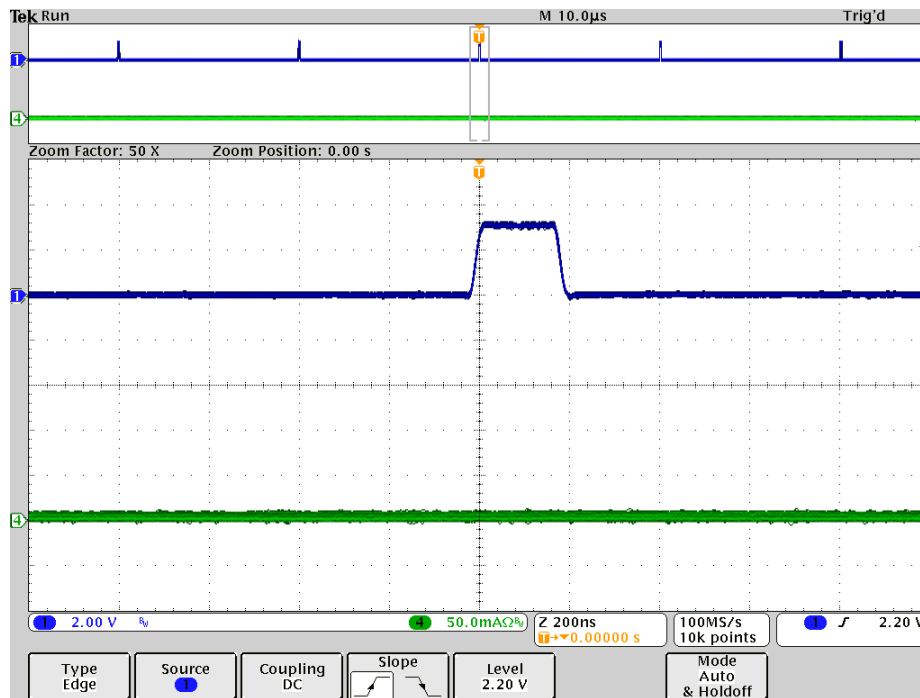 Tek Run M 10.0µs Trig'd
T
1
4
Zoom Factor: 50 X Zoom Position: 0.00 s
T
1
4
1 2.00 V BW 4 50.0mAΩBW Z 200ns 100MS/s 1 2.20 V
T→▼0.00000 s 10k points
Type Source Coupling Slope Level Mode
Edge 1 DC 2.20 V Auto
& Holdoff